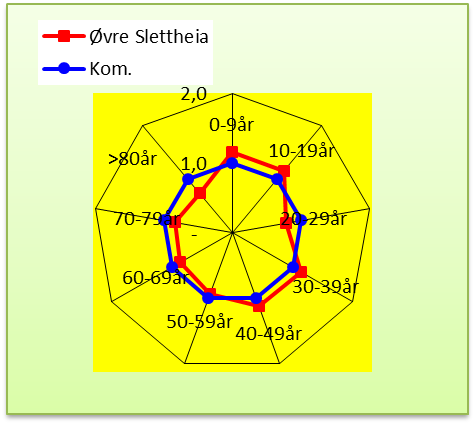 Øvre Slettheia
Kom.
2,0
0-9år
10-19år
>80år
1,0
70-79år
20-29år
-
60-69år
30-39år
50-59år
40-49år